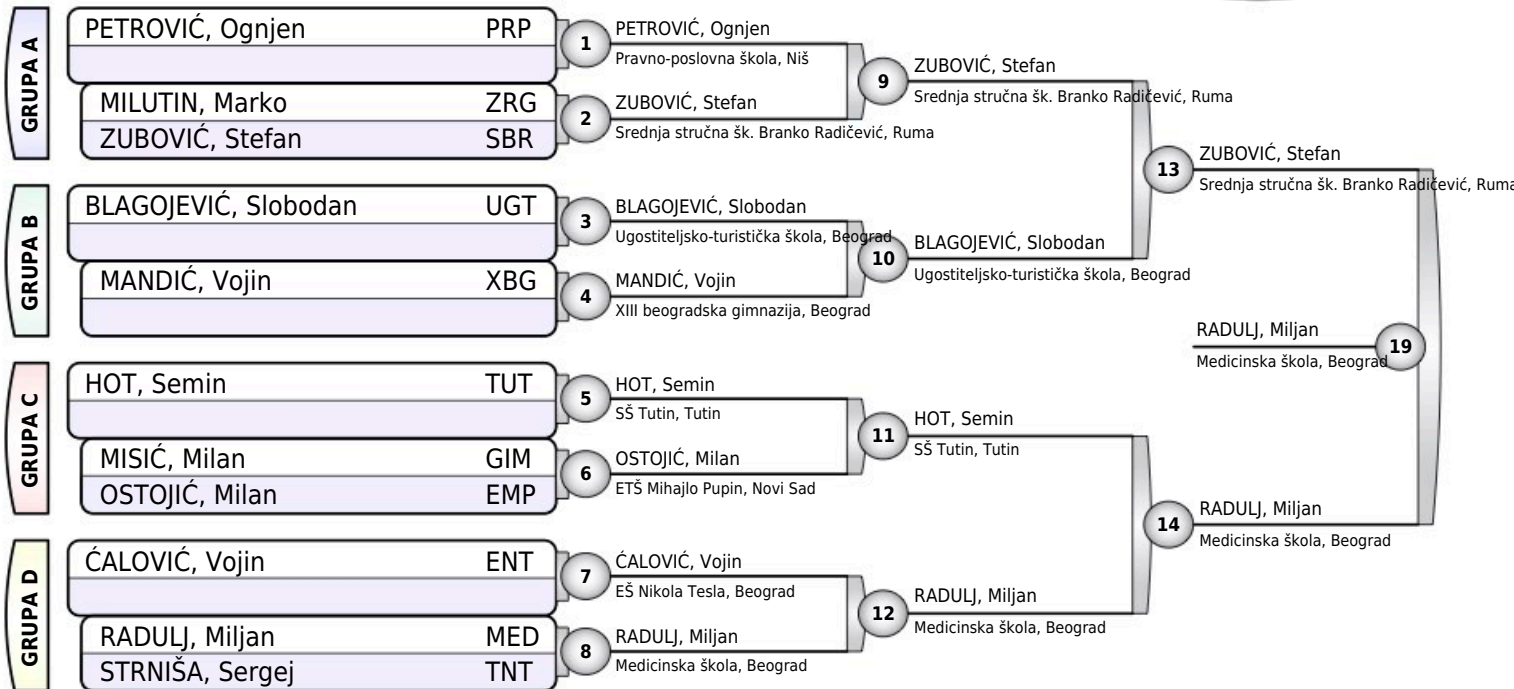 GRUPA A
PETROVIĆ, Ognjen PRP
MILUTIN, Marko ZRG
ZUBOVIĆ, Stefan SBR
1
PETROVIĆ, Ognjen
Pravno-poslovna škola, Niš
2
ZUBOVIĆ, Stefan
Srednja stručna šk. Branko Radičević, Ruma
9
ZUBOVIĆ, Stefan
Srednja stručna šk. Branko Radičević, Ruma
GRUPA B
BLAGOJEVIĆ, Slobodan UGT
MANDIĆ, Vojin XBG
3
BLAGOJEVIĆ, Slobodan
Ugostiteljsko-turistička škola, Beograd
4
MANDIĆ, Vojin
XIII beogradska gimnazija, Beograd
10
BLAGOJEVIĆ, Slobodan
Ugostiteljsko-turistička škola, Beograd
13
ZUBOVIĆ, Stefan
Srednja stručna šk. Branko Radičević, Ruma
GRUPA C
HOT, Semin TUT
MISIĆ, Milan GIM
OSTOJIĆ, Milan EMP
5
HOT, Semin
SŠ Tutin, Tutin
6
OSTOJIĆ, Milan
ETŠ Mihajlo Pupin, Novi Sad
11
HOT, Semin
SŠ Tutin, Tutin
GRUPA D
ĆALOVIĆ, Vojin ENT
RADULJ, Miljan MED
STRNIŠA, Sergej TNT
7
ĆALOVIĆ, Vojin
EŠ Nikola Tesla, Beograd
8
RADULJ, Miljan
Medicinska škola, Beograd
12
RADULJ, Miljan
Medicinska škola, Beograd
14
RADULJ, Miljan
Medicinska škola, Beograd
RADULJ, Miljan
Medicinska škola, Beograd
19